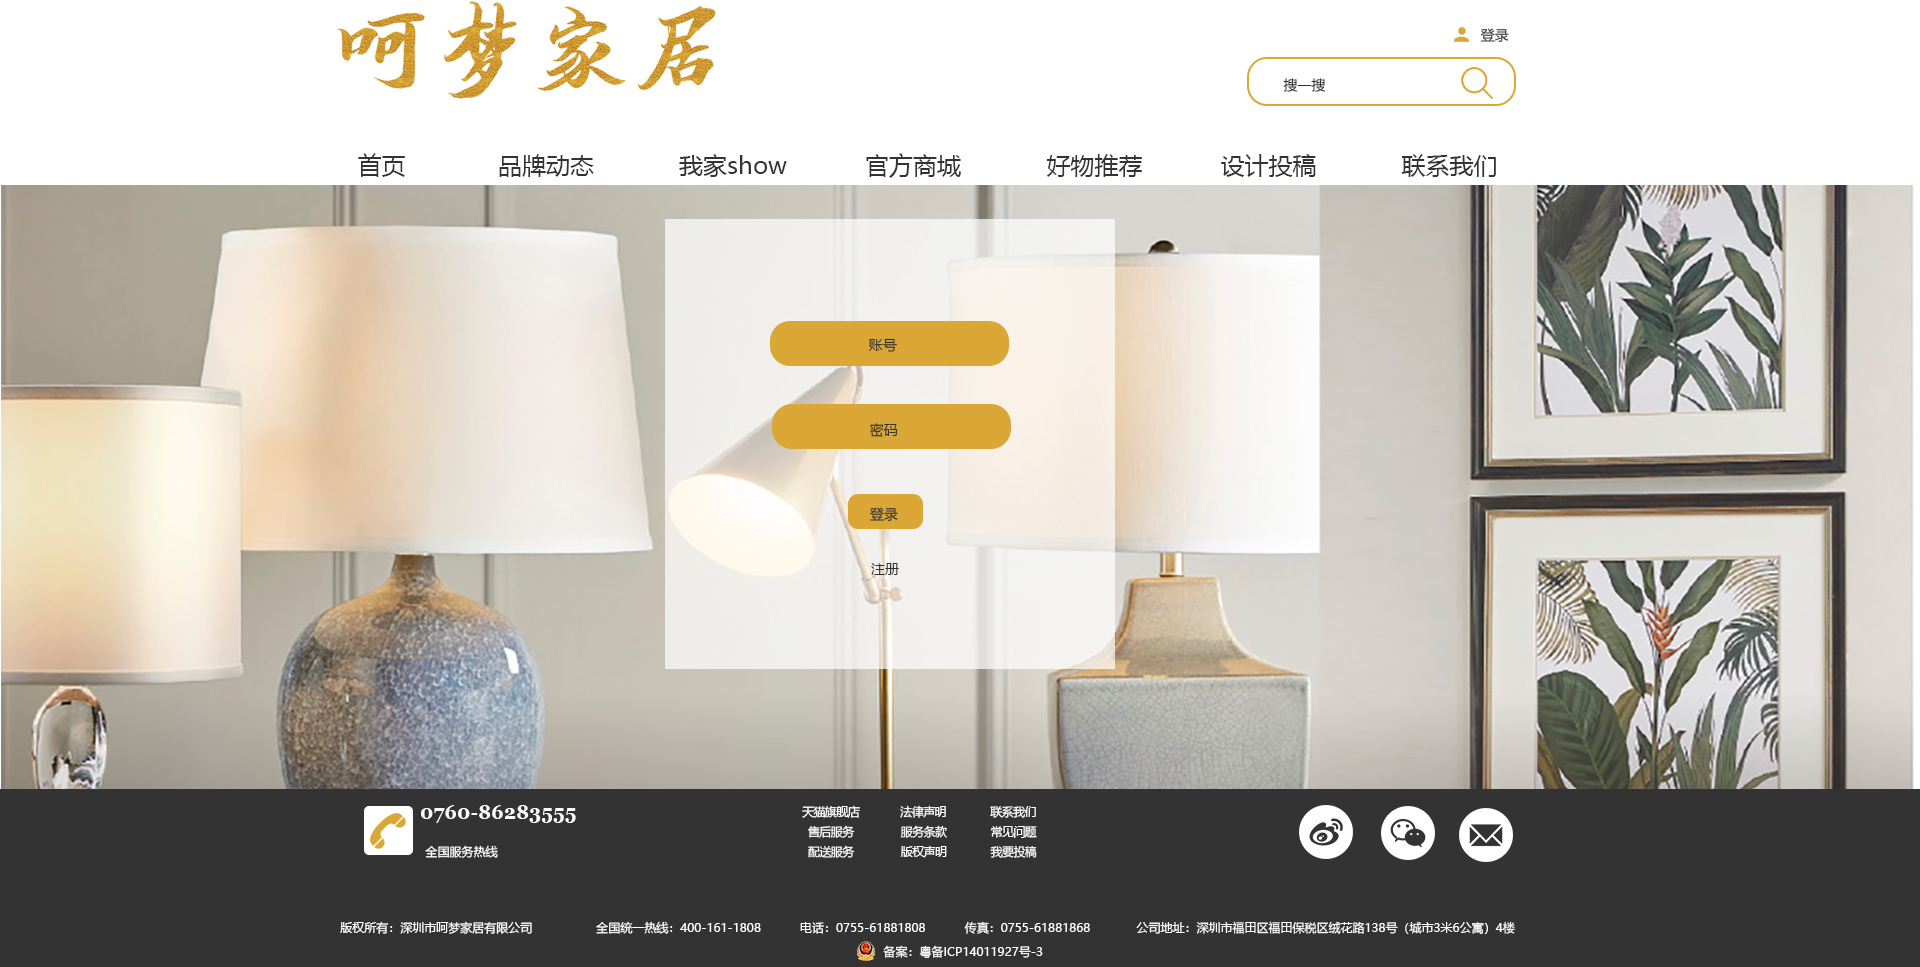 呵梦家居
登录
搜一搜
首页 品牌动态 我家show 官方商城 好物推荐 设计投稿 联系我们
账号
密码
登录
注册
0760-86283555
全国服务热线
天猫旗舰店 法律声明 联系我们
售后服务 服务条款 常见问题
配送服务 版权声明 我要投稿
版权所有：深圳市呵梦家居有限公司 全国统一热线：400-161-1808 电话：0755-61881808 传真：0755-61881868 公司地址：深圳市福田区福田保税区绒花路138号（城市3米6公寓）4楼
备案：粤备ICP14011927号-3